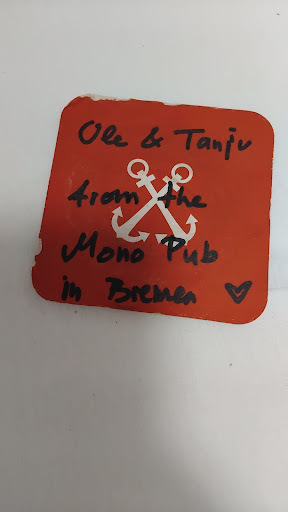 Ole & Tanju
from the
Mono Pub
in Bremen ♡